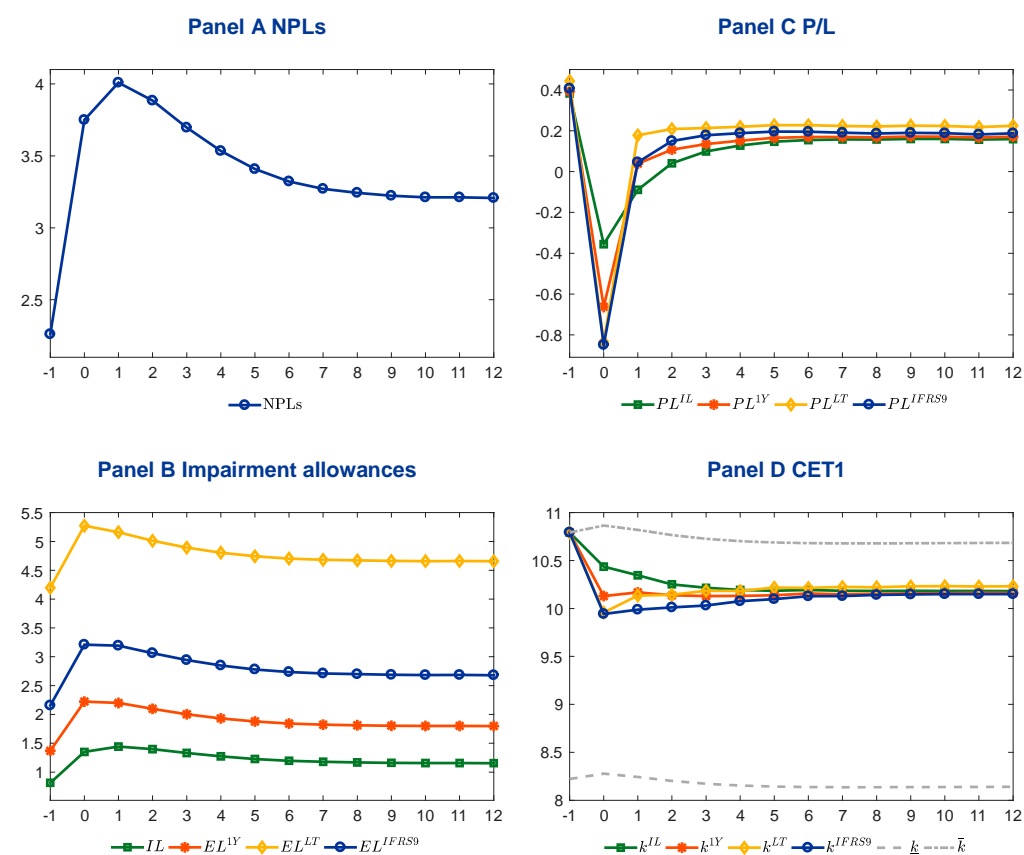 Panel A NPLs
4
3.5
3
2.5
-1 0 1 2 3 4 5 6 7 8 9 10 11 12
NPLs
Panel C P/L
0.4
0.2
0
-0.2
-0.4
-0.6
-0.8
-1 0 1 2 3 4 5 6 7 8 9 10 11 12
PL^IL PL^1Y PL^LT PL^IFRS9
Panel B Impairment allowances
5.5
5
4.5
4
3.5
3
2.5
2
1.5
1
-1 0 1 2 3 4 5 6 7 8 9 10 11 12
IL EL^1Y EL^LT EL^IFRS9
Panel D CET1
11
10.5
10
9.5
9
8.5
8
-1 0 1 2 3 4 5 6 7 8 9 10 11 12
k^IL k^1Y k^LT k^IFRS9 k̲ k̄